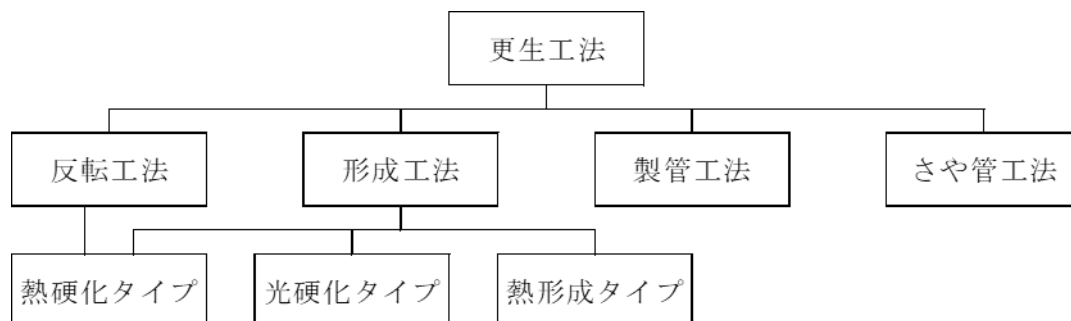 更生工法
反転工法
形成工法
製管工法
さや管工法
熱硬化タイプ
光硬化タイプ
熱形成タイプ